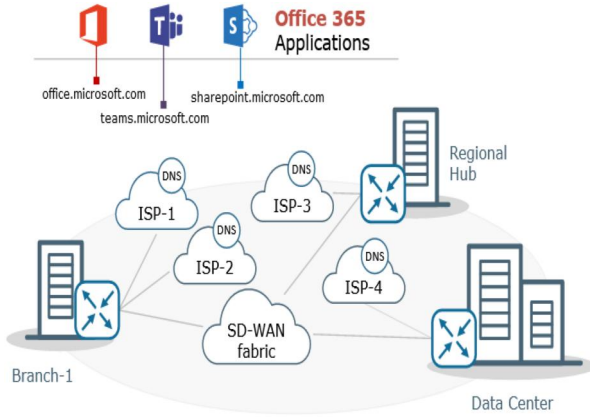 Office 365
Applications
office.microsoft.com
teams.microsoft.com
sharepoint.microsoft.com
DNS
ISP-1
DNS
ISP-2
DNS
ISP-3
DNS
ISP-4
SD-WAN
fabric
Regional
Hub
Branch-1
Data Center